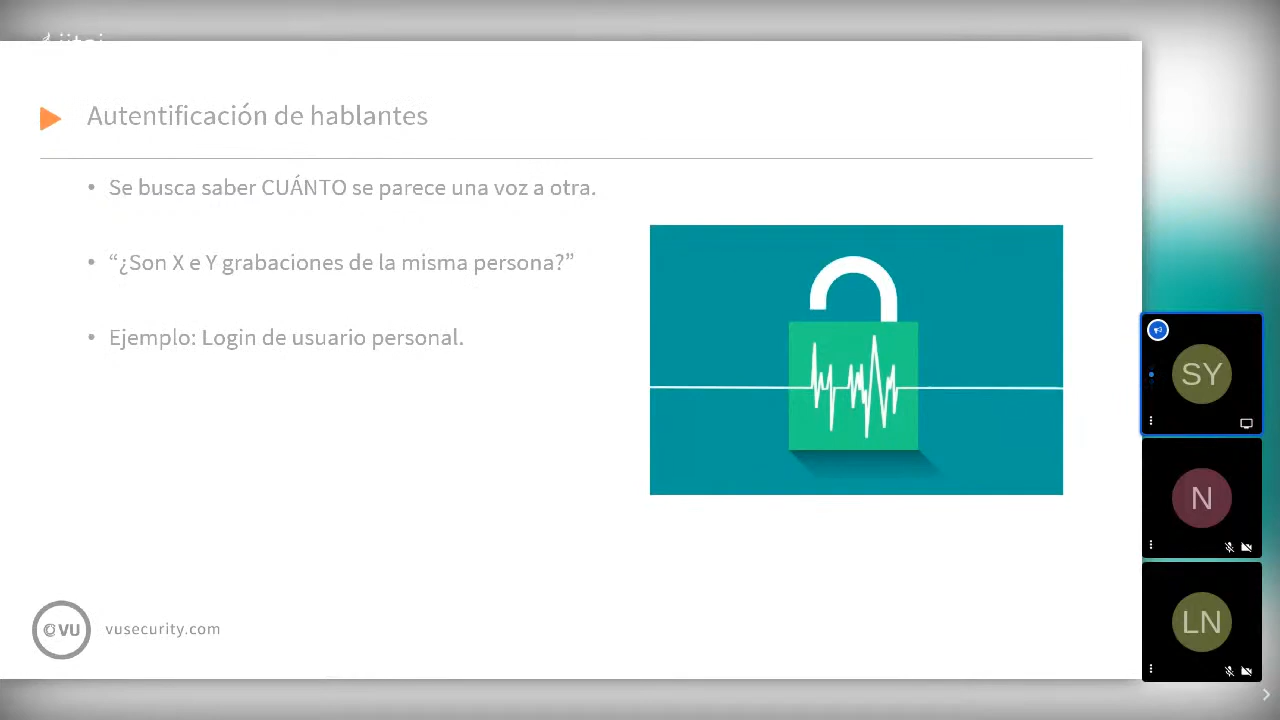 Autentificación de hablantes
• Se busca saber CUÁNTO se parece una voz a otra.
• “¿Son X e Y grabaciones de la misma persona?”
• Ejemplo: Login de usuario personal.
SY
N
LN
VU
vusecurity.com